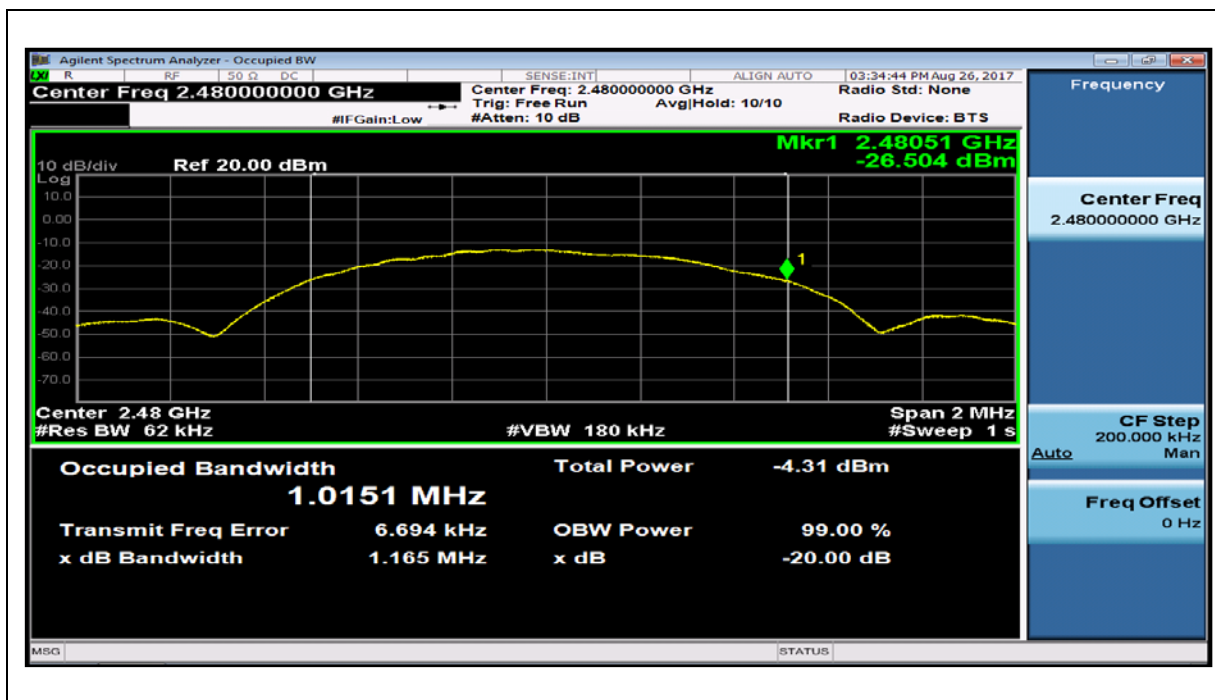 Agilent Spectrum Analyzer - Occupied BW
LXI R RF 50 Ω DC SENSE:INT ALIGN AUTO 03:34:44 PM Aug 26, 2017
Center Freq 2.480000000 GHz
Center Freq: 2.480000000 GHz
Radio Std: None
Trig: Free Run Avg|Hold: 10/10
#IFGain:Low #Atten: 10 dB
Radio Device: BTS
Mkr1 2.48051 GHz
-26.504 dBm
10 dB/div Ref 20.00 dBm
Log
10.0
0.00
-10.0
-20.0
-30.0
-40.0
-50.0
-60.0
-70.0
1
Center 2.48 GHz Span 2 MHz
#Res BW 62 kHz #VBW 180 kHz #Sweep 1 s
Occupied Bandwidth Total Power -4.31 dBm
1.0151 MHz
Transmit Freq Error 6.694 kHz OBW Power 99.00 %
x dB Bandwidth 1.165 MHz x dB -20.00 dB
Frequency
Center Freq
2.480000000 GHz
CF Step
200.000 kHz
Auto Man
Freq Offset
0 Hz
MSG STATUS